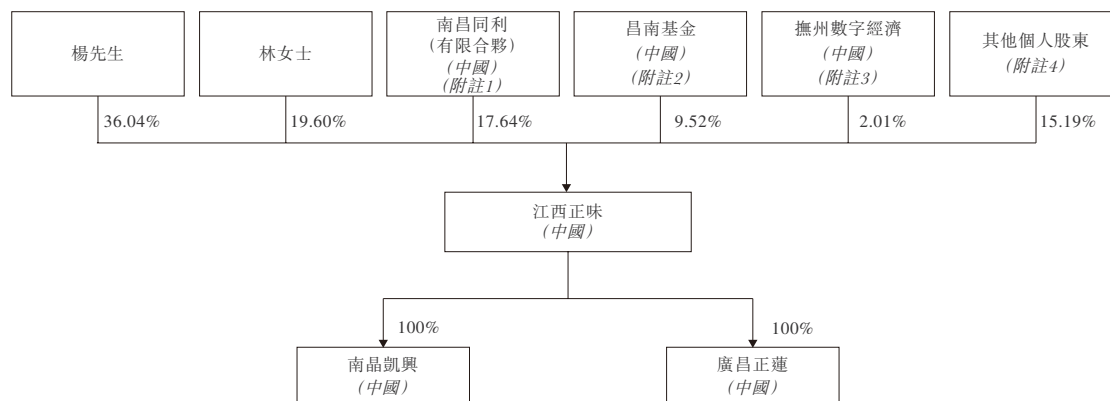 楊先生
林女士
南昌同利
(有限合夥)
(中國)
(附註1)
昌南基金
(中國)
(附註2)
撫州數字經濟
(中國)
(附註3)
其他個人股東
(附註4)
36.04%
19.60%
17.64%
9.52%
2.01%
15.19%
江西正味
(中國)
100%
100%
南晶凱興
(中國)
廣昌正蓮
(中國)